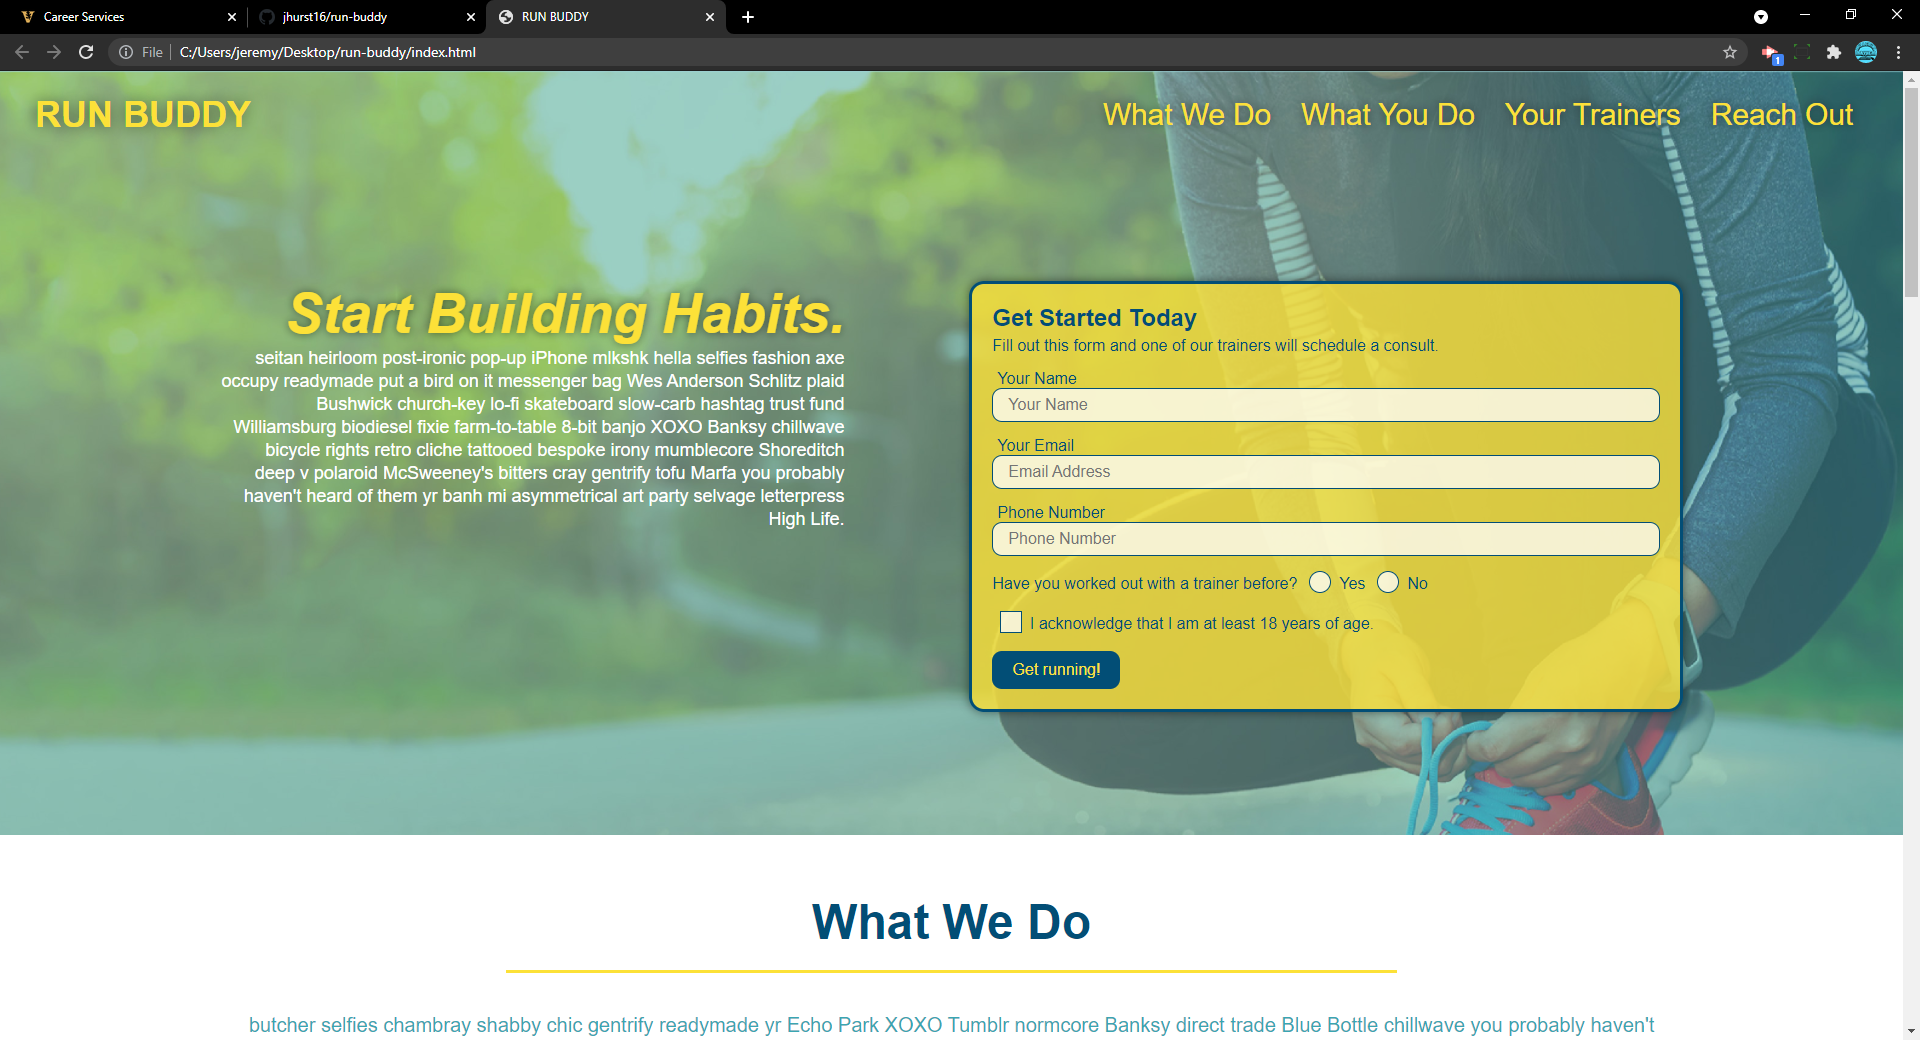 Career Services
jhurst16/run-buddy
RUN BUDDY
File
C:/Users/jeremy/Desktop/run-buddy/index.html
1
RUN BUDDY
What We Do
What You Do
Your Trainers
Reach Out
Start Building Habits.
seitan heirloom post-ironic pop-up iPhone mlkshk hella selfies fashion axe
occupy readymade put a bird on it messenger bag Wes Anderson Schlitz plaid
Bushwick church-key lo-fi skateboard slow-carb hashtag trust fund
Williamsburg biodiesel fixie farm-to-table 8-bit banjo XOXO Banksy chillwave
bicycle rights retro cliche tattooed bespoke irony mumblecore Shoreditch
deep v polaroid McSweeney's bitters cray gentrify tofu Marfa you probably
haven't heard of them yr banh mi asymmetrical art party selvage letterpress
High Life.
Get Started Today
Fill out this form and one of our trainers will schedule a consult.
Your Name
Your Name
Your Email
Email Address
Phone Number
Phone Number
Have you worked out with a trainer before? Yes No
I acknowledge that I am at least 18 years of age.
Get running!
What We Do
butcher selfies chambray shabby chic gentrify readymade yr Echo Park XOXO Tumblr normcore Banksy direct trade Blue Bottle chillwave you probably haven't